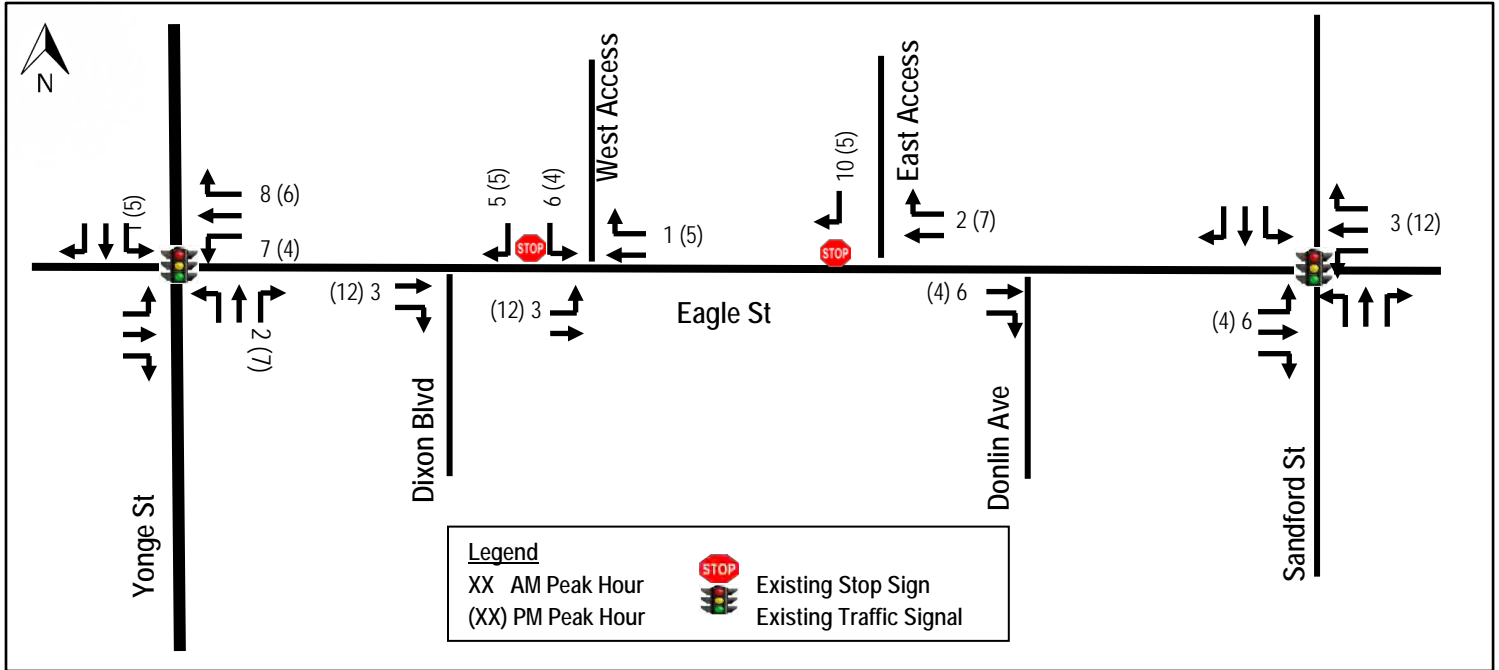 N
West Access
East Access
5 (5)
6 (4)
10 (5)
(5)
8 (6)
7 (4)
1 (5)
2 (7)
3 (12)
STOP
STOP
(12) 3
(12) 3
Eagle St
(4) 6
(4) 6
2 (7)
Dixon Blvd
Donlin Ave
Yonge St
Sandford St
Legend
XX AM Peak Hour
(XX) PM Peak Hour
STOP Existing Stop Sign
Existing Traffic Signal